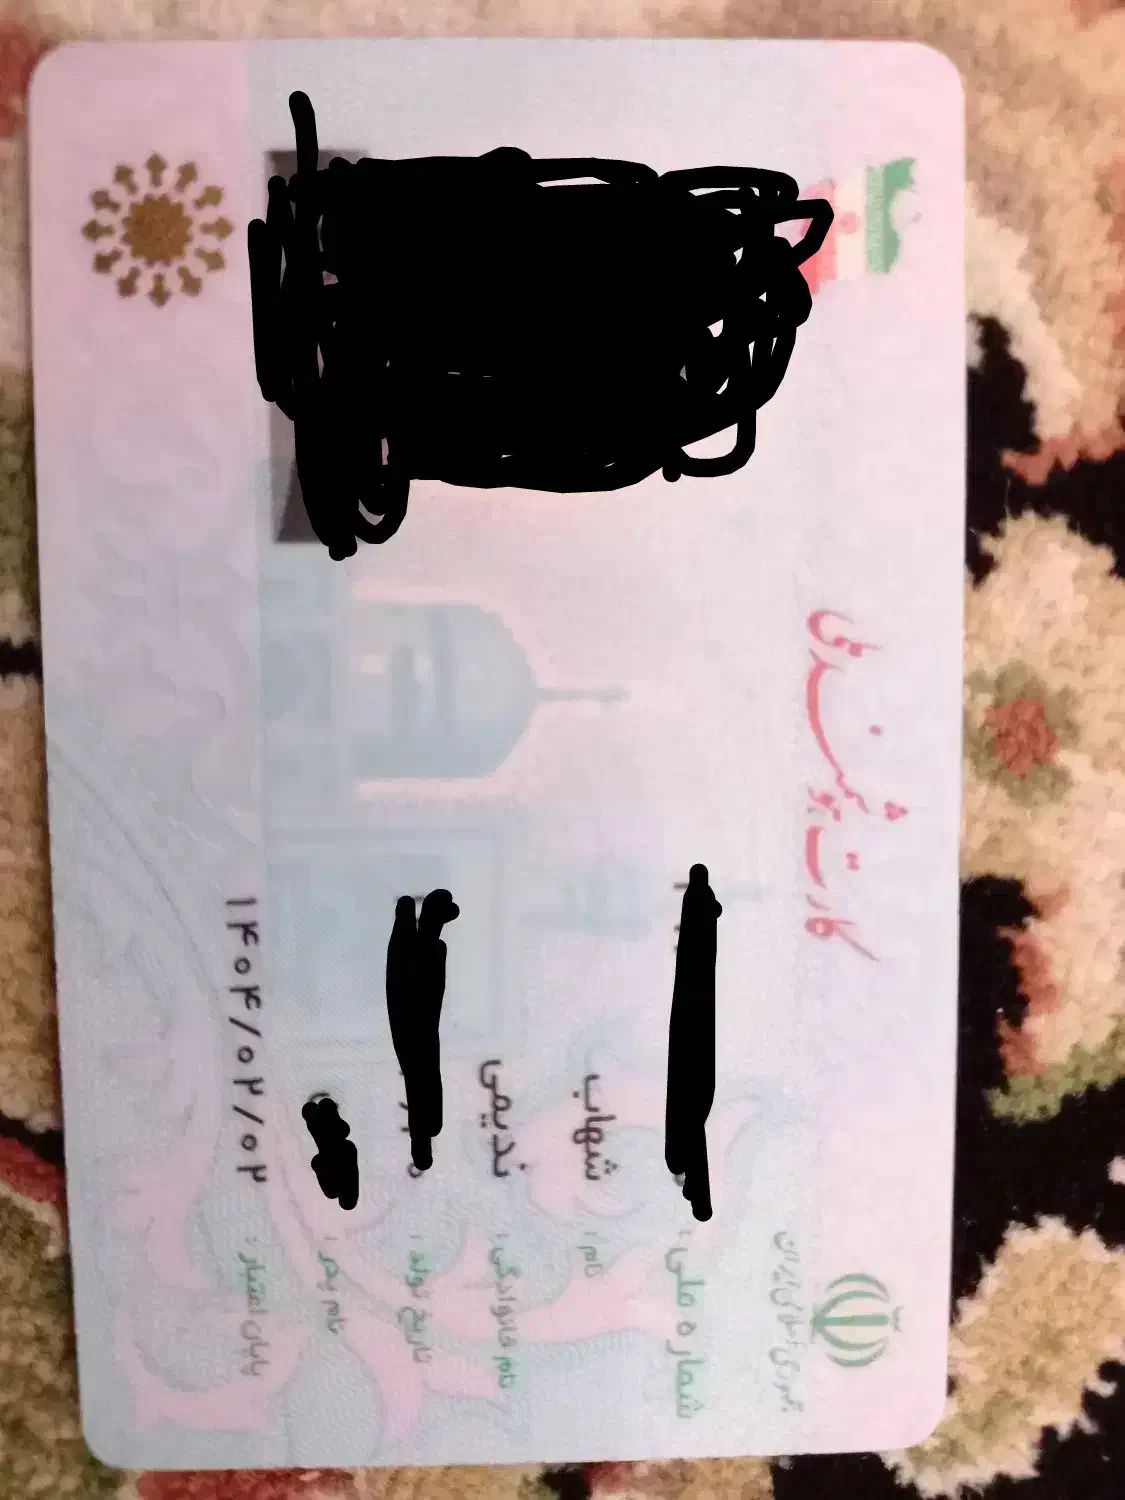 جمهوری اسلامی ایران
کارت هوشمند ملی
شماره ملی :
نام : شهاب
نام خانوادگی : ندیمی
تاریخ تولد :
نام پدر :
پایان اعتبار : ۱۴۰۴/۰۲/۰۲